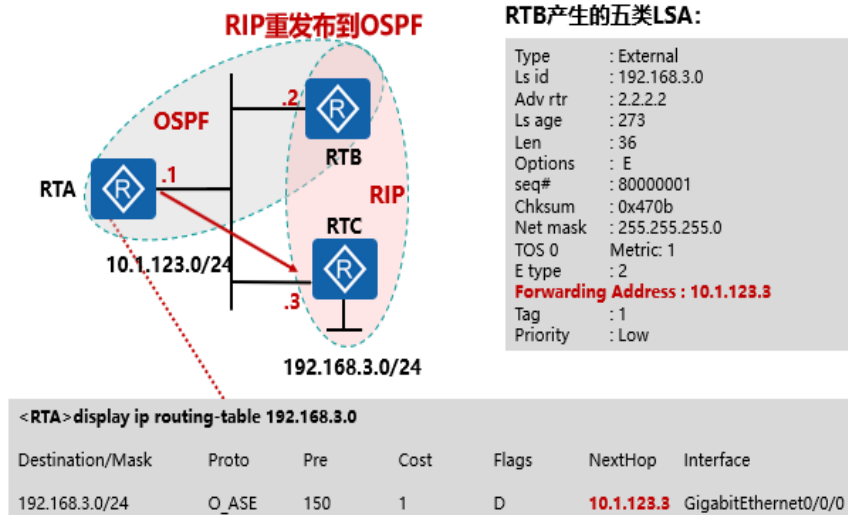 RIP重发布到OSPF
OSPF
.2
RTB
RTA
.1
RIP
RTC
10.1.123.0/24
.3
192.168.3.0/24
RTB产生的五类LSA：
Type : External
Ls id : 192.168.3.0
Adv rtr : 2.2.2.2
Ls age : 273
Len : 36
Options : E
seq# : 80000001
Chksum : 0x470b
Net mask : 255.255.255.0
TOS 0 Metric: 1
E type : 2
Forwarding Address : 10.1.123.3
Tag : 1
Priority : Low
<RTA>display ip routing-table 192.168.3.0
Destination/Mask Proto Pre Cost Flags NextHop Interface
192.168.3.0/24 O_ASE 150 1 D 10.1.123.3 GigabitEthernet0/0/0